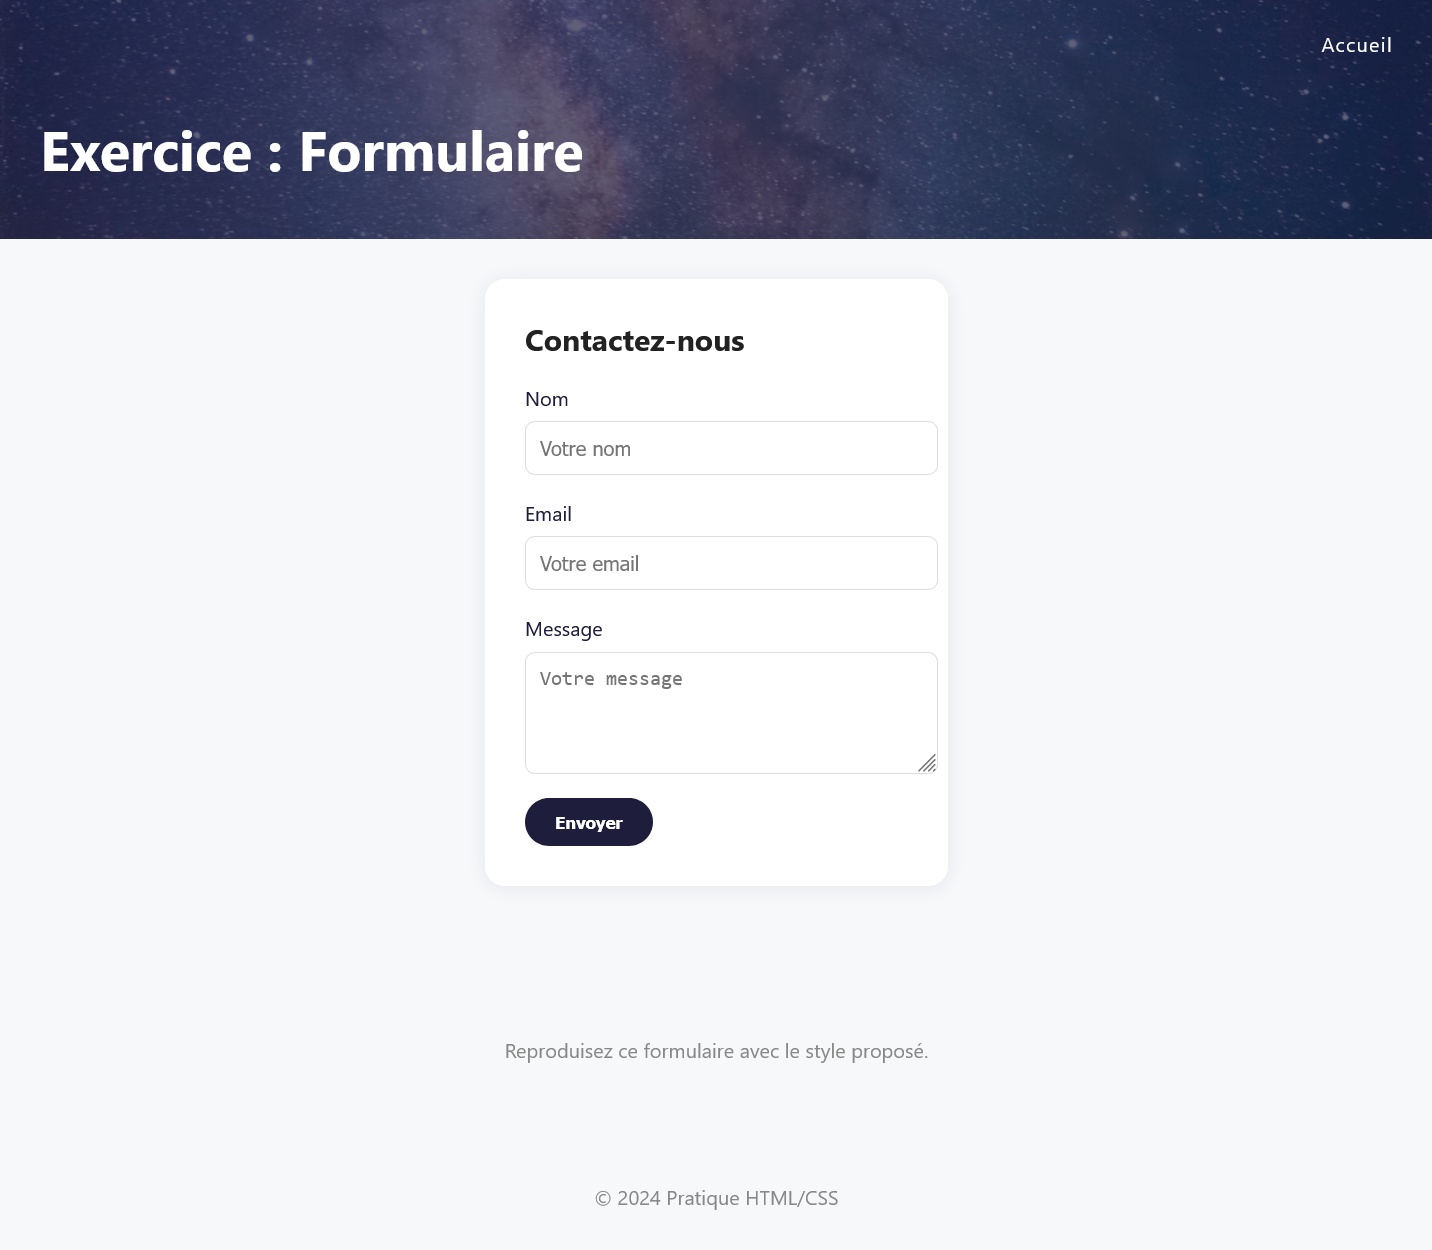 Accueil
Exercice : Formulaire
Contactez-nous
Nom
Votre nom
Email
Votre email
Message
Votre message
Envoyer
Reproduisez ce formulaire avec le style proposé.
© 2024 Pratique HTML/CSS